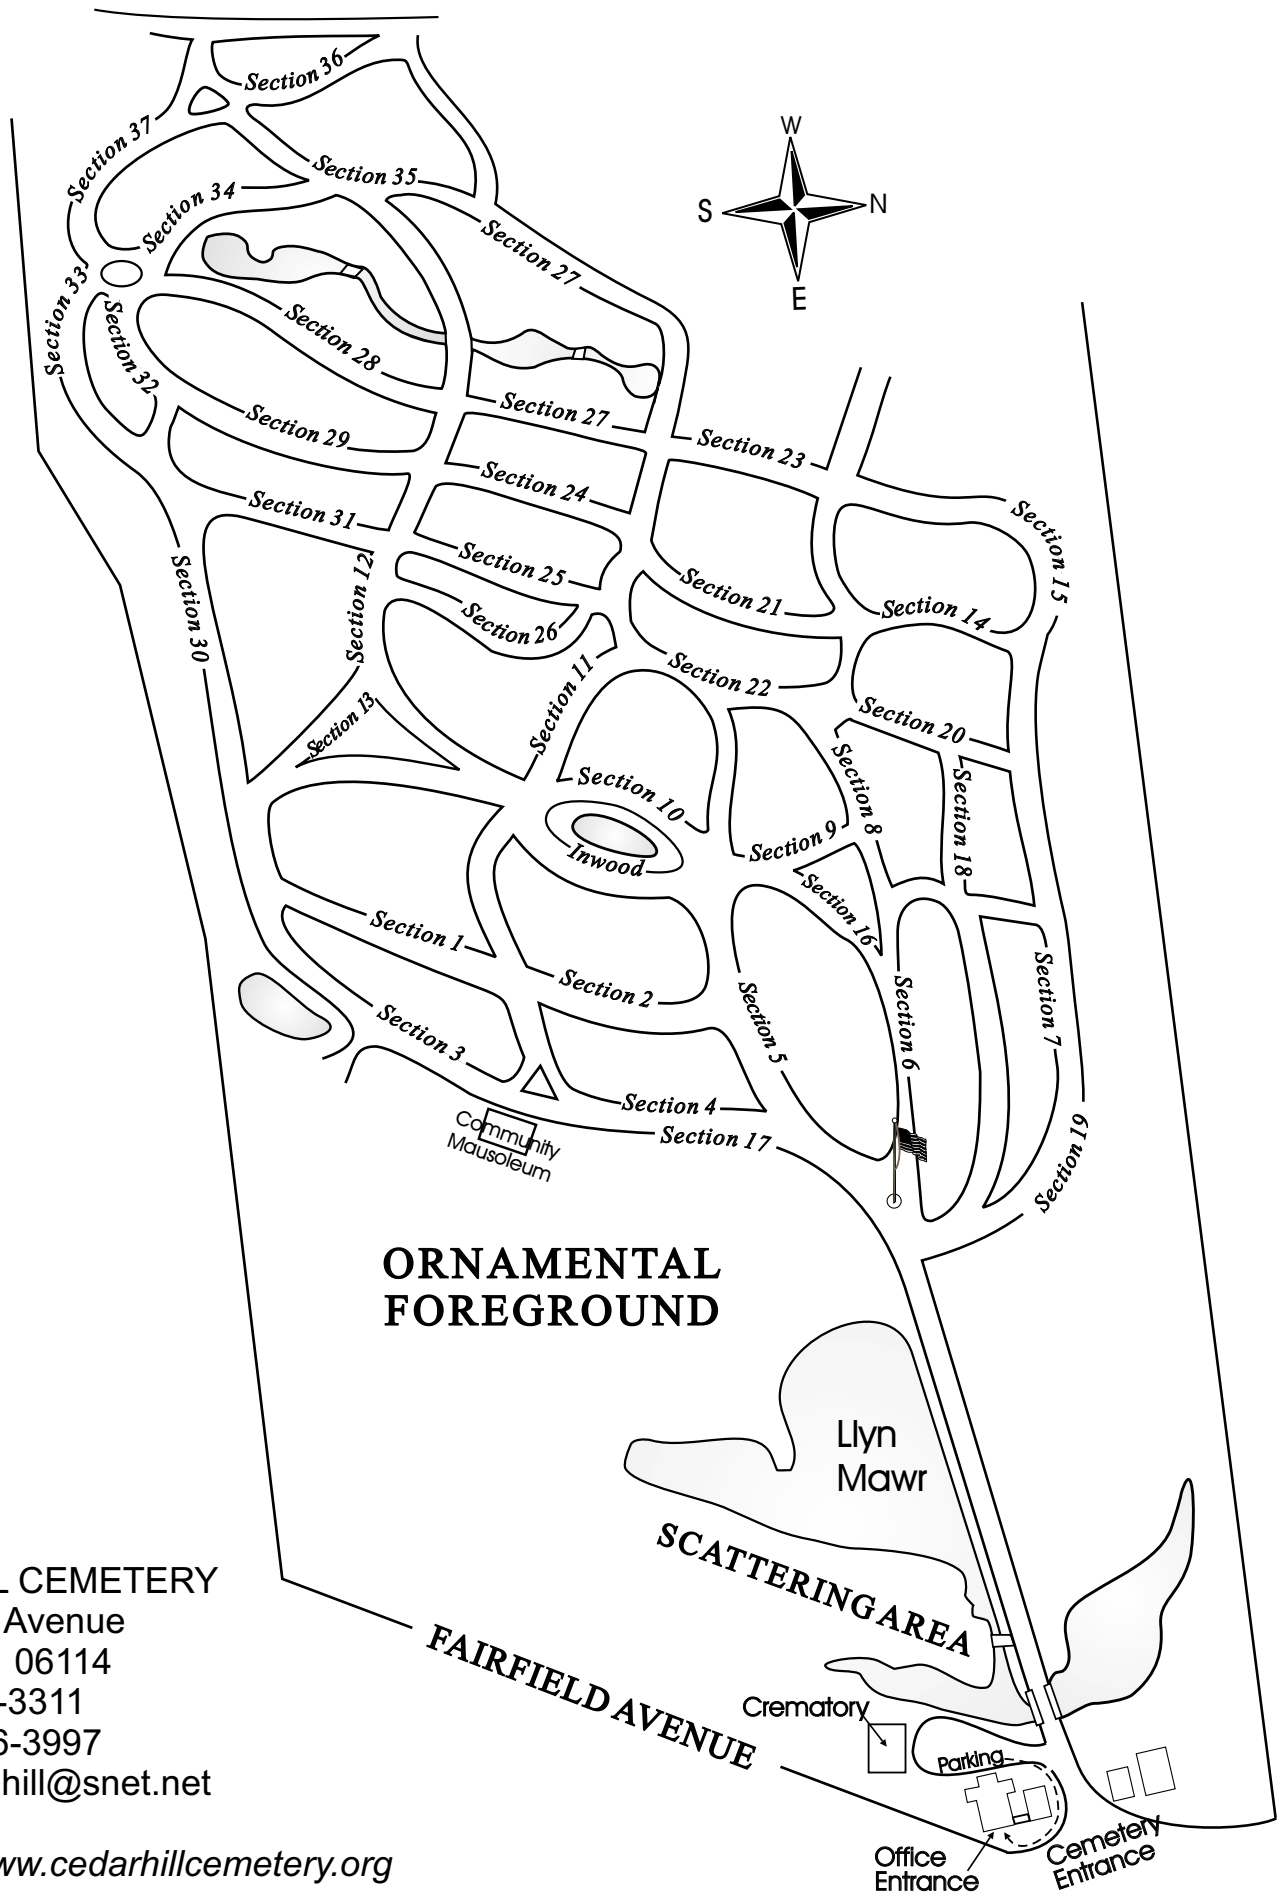 Section 36
Section 37
Section 35
Section 34
W
S
N
E
Section 27
Section 33
Section 32
Section 28
Section 27
Section 29
Section 23
Section 24
Section 31
Section 15
Section 12
Section 25
Section 21
Section 14
Section 30
Section 26
Section 22
Section 11
Section 20
Section 13
Section 10
Section 8
Section 18
Section 9
Inwood
Section 16
Section 1
Section 2
Section 5
Section 6
Section 7
Section 3
Section 4
Section 17
Section 19
Community
Mausoleum
ORNAMENTAL
FOREGROUND
Llyn
Mawr
SCATTERING AREA
FAIRFIELD AVENUE
Crematory
Parking
Office
Entrance
Cemetery
Entrance
L CEMETERY
Avenue
06114
-3311
6-3997
hill@snet.net
ww.cedarhillcemetery.org